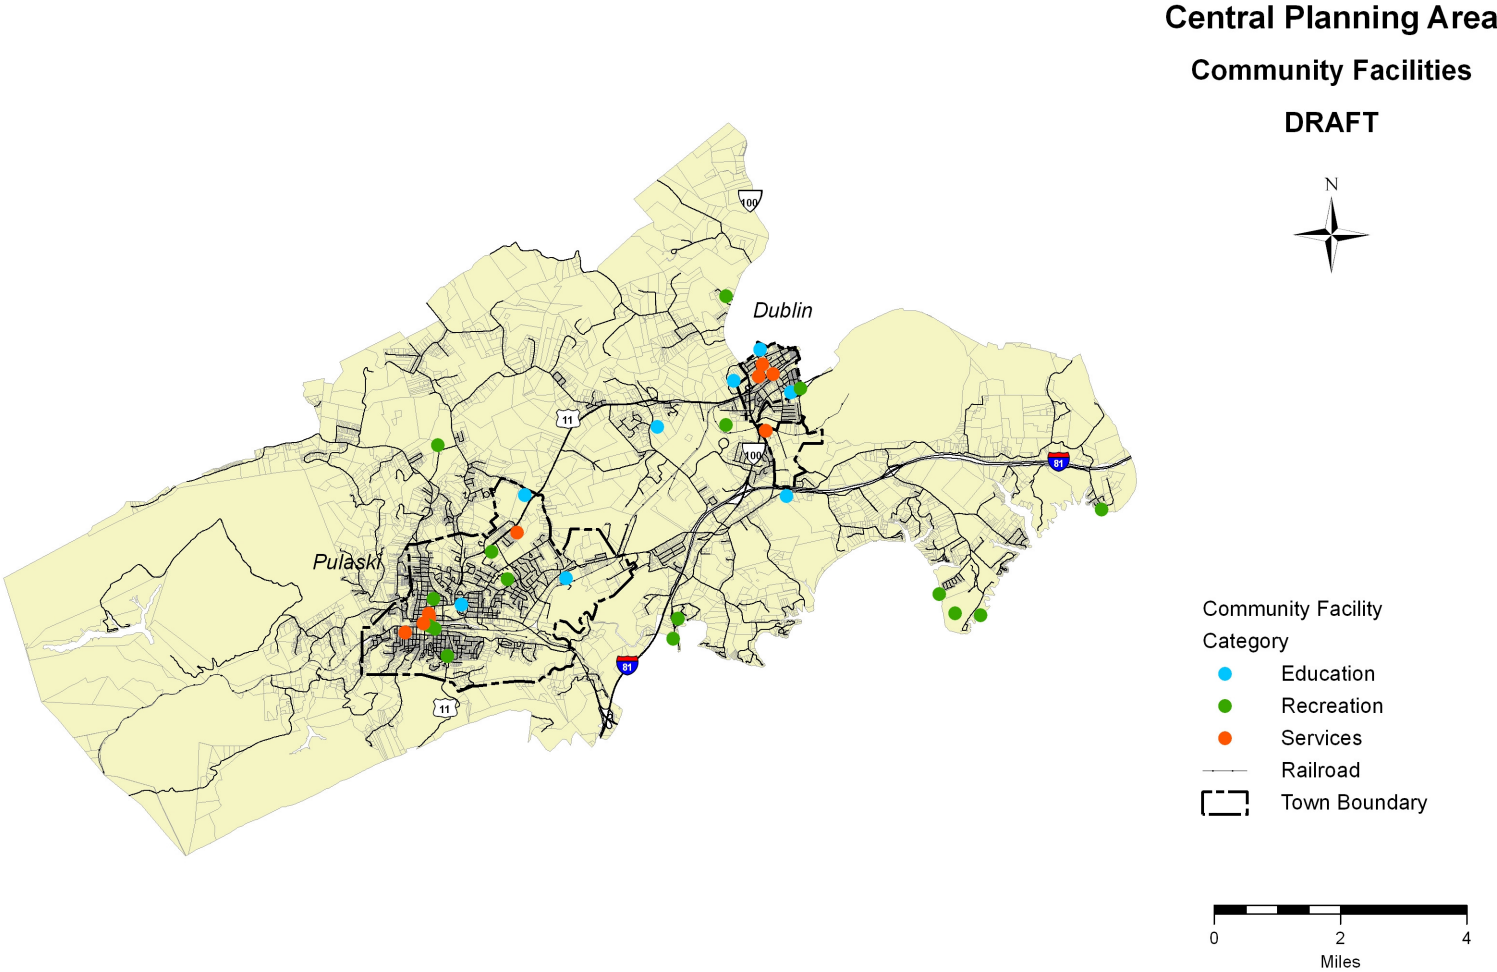 Central Planning Area
Community Facilities
DRAFT
N
100
Dublin
11
100
81
Pulaski
81
11
Community Facility
Category
Education
Recreation
Services
Railroad
Town Boundary
0 2 4
Miles